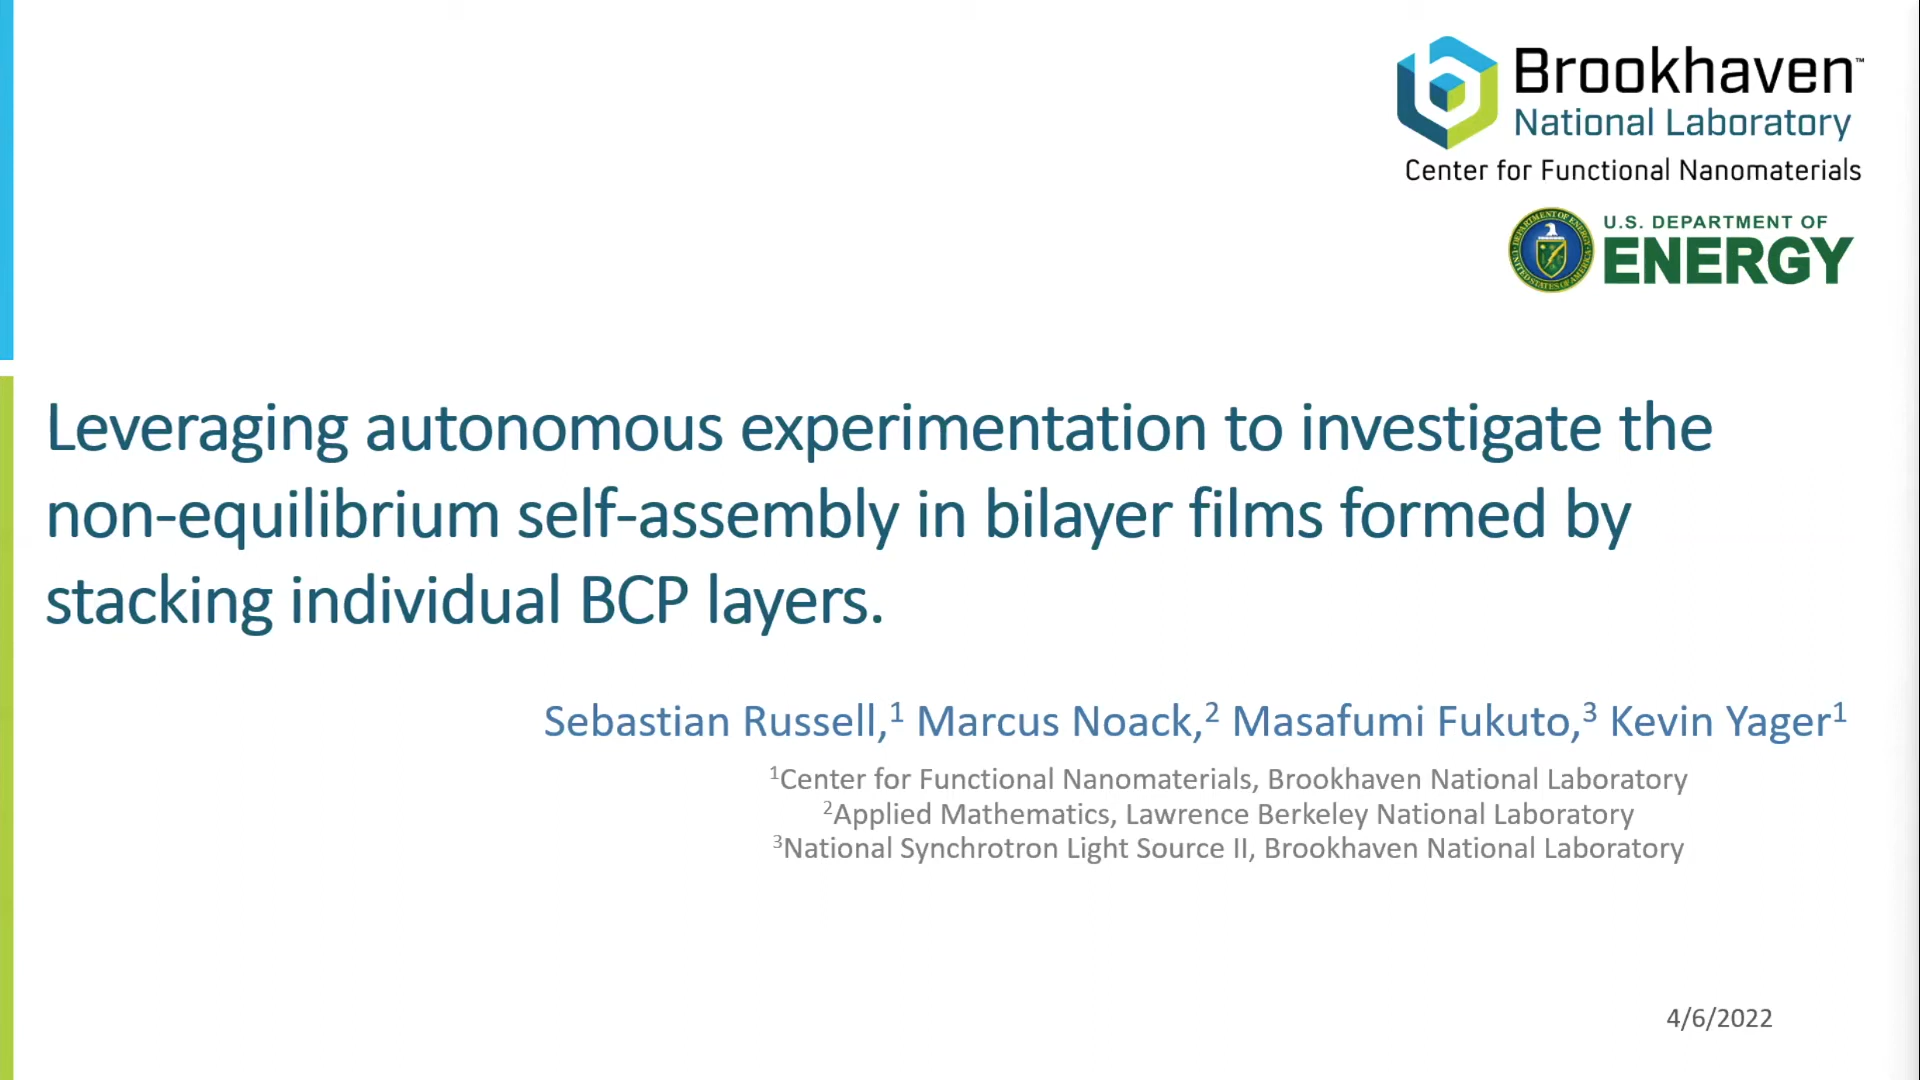 Brookhaven™
National Laboratory
Center for Functional Nanomaterials
U.S. DEPARTMENT OF
ENERGY
Leveraging autonomous experimentation to investigate the
non-equilibrium self-assembly in bilayer films formed by
stacking individual BCP layers.
Sebastian Russell,¹ Marcus Noack,² Masafumi Fukuto,³ Kevin Yager¹
¹Center for Functional Nanomaterials, Brookhaven National Laboratory
²Applied Mathematics, Lawrence Berkeley National Laboratory
³National Synchrotron Light Source II, Brookhaven National Laboratory
4/6/2022